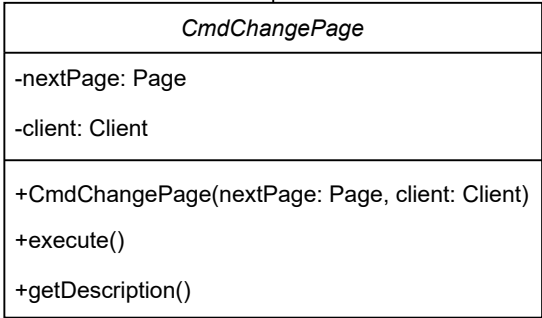 CmdChangePage
-nextPage: Page
-client: Client
+CmdChangePage(nextPage: Page, client: Client)
+execute()
+getDescription()